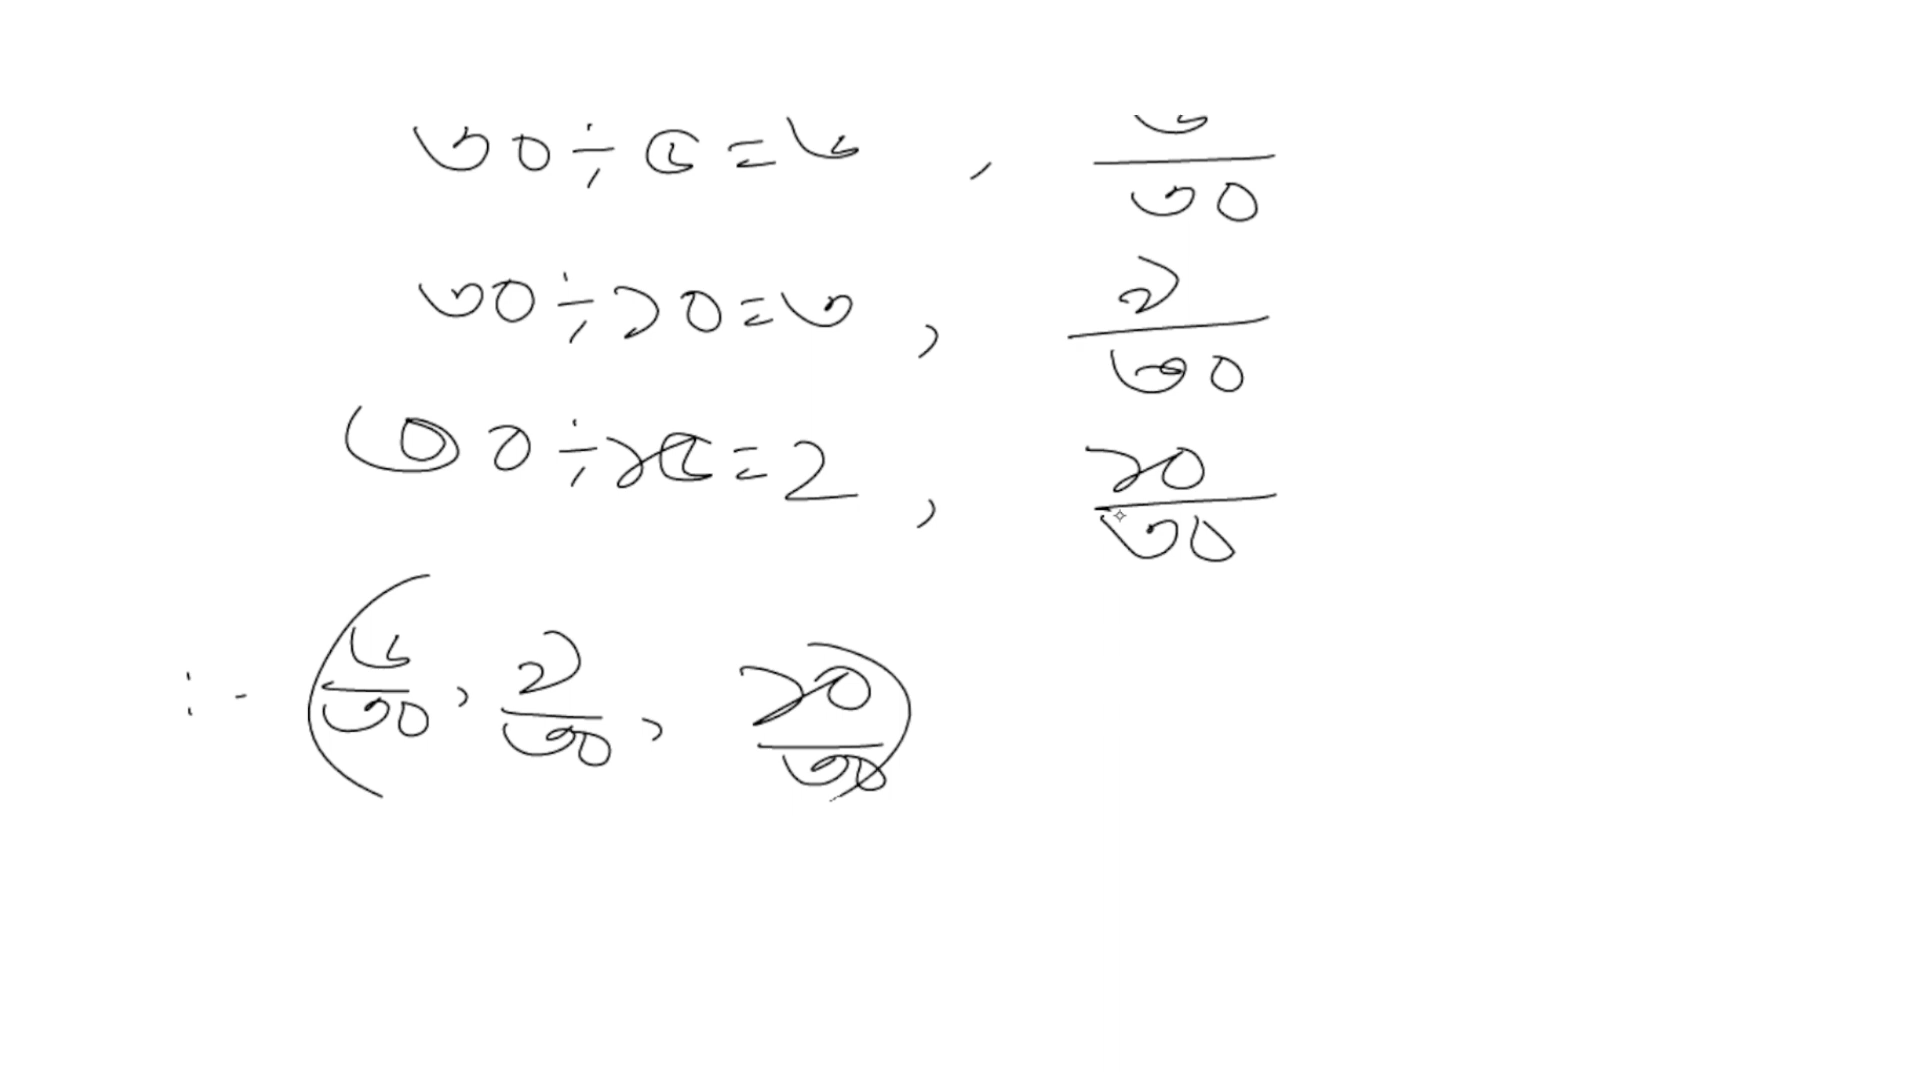 ৩০ ÷ ৫ = ৬ , ৬/৩০
৩০ ÷ ১০ = ৩ , ৯/৩০
৩০ ÷ ১৫ = ২ , ১০/৩০
:- (৬/৩০ , ৯/৩০ , ১০/৩০)